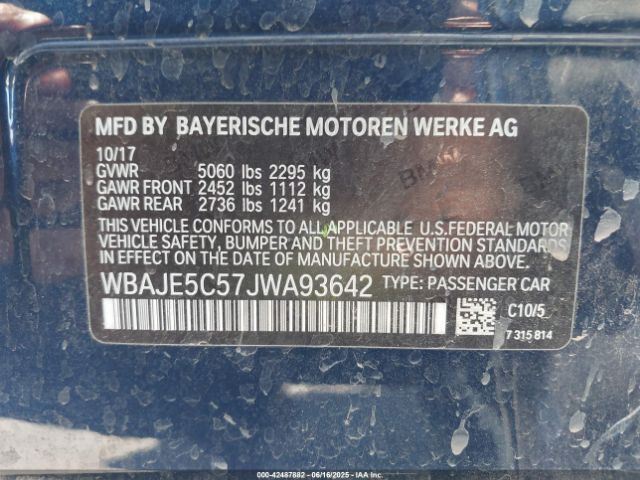 MFD BY BAYERISCHE MOTOREN WERKE AG
10/17
GVWR 5060 lbs 2295 kg
GAWR FRONT 2452 lbs 1112 kg
GAWR REAR 2736 lbs 1241 kg
THIS VEHICLE CONFORMS TO ALL APPLICABLE U.S.FEDERAL MOTOR
VEHICLE SAFETY, BUMPER AND THEFT PREVENTION STANDARDS
IN EFFECT ON DATE OF MANUFACTURE SHOWN ABOVE.
WBAJE5C57JWA93642 TYPE: PASSENGER CAR
C10/5
7 315 814
000-42487882 - 06/16/2025 - IAA Inc.